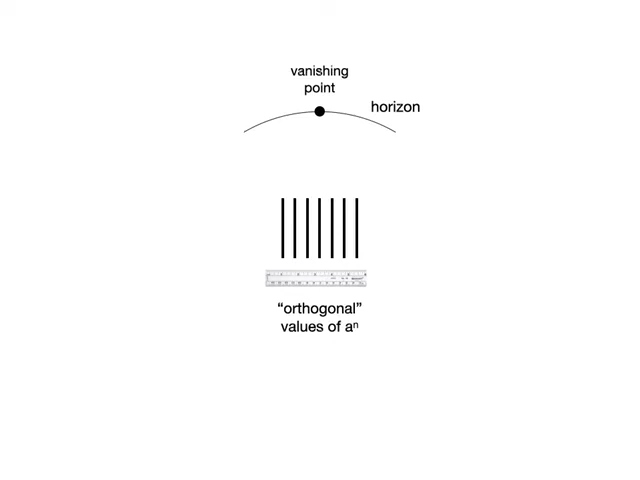 vanishing
point
horizon
“orthogonal”
values of aⁿ